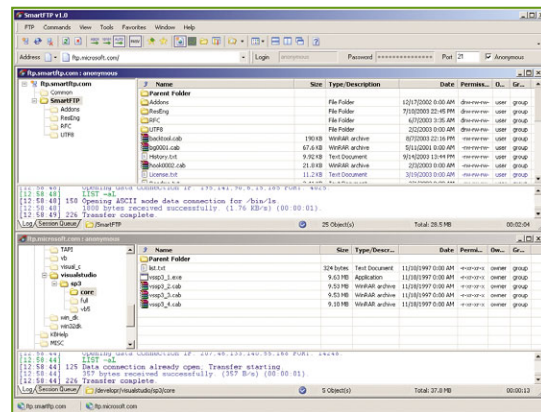 SmartFTP v1.0
FTP Commands View Tools Favorites Window Help
Address ftp.microsoft.com/ Login anonymous Password Port 21 Anonymous
ftp.smartftp.com : anonymous
ftp.smartftp.com
Common
SmartFTP
Addons
ResEng
RFC
UTF8
Name Size Type/Description Date Permis... O... Gr...
Parent Folder
Addons File Folder 12/17/2002 0:00 AM drw-rw-rw- user group
ResEng File Folder 7/10/2003 22:45 PM drw-rw-rw- user group
RFC File Folder 6/7/2003 3:35 AM drw-rw-rw- user group
UTF8 File Folder 2/2/2003 0:00 AM drw-rw-rw- user group
backtool.cab 190 KB WinRAR archive 8/7/2003 22:16 PM -rw-rw-rw- user group
bg0001.cab 67.6 KB WinRAR archive 5/11/2001 0:00 AM -rw-rw-rw- user group
History.txt 9.92 KB Text Document 9/14/2003 13:44 PM -rw-rw-rw- user group
hook0002.cab 21.0 KB WinRAR archive 2/3/2003 0:00 AM -rw-rw-rw- user group
License.txt 11.2 KB Text Document 3/19/2003 0:00 AM -rw-rw-rw- user group
[12 58 48] LIST -aL
[12 58 48] 150 Opening ASCII mode data connection for /bin/ls
1808 bytes received successfully. (1.76 KB/s) (00:00:01).
[12:58:49] 226 Transfer complete.
Log Session Queue /SmartFTP 25 Object(s) Total: 28.5 MB 00:02:04
ftp.microsoft.com : anonymous
TAPI
vb
visual_c
visualstudio
sp3
core
full
vbfl
win_dk
win32dk
KBHelp
MISC
Name Size Type/Descr... Date Permi... Ow... Gr...
Parent Folder
list.txt 324 bytes Text Document 11/18/1997 0:00 AM -r-xr-xr-x owner group
vssp3_1.exe 9.63 MB Application 11/18/1997 0:00 AM -r-xr-xr-x owner group
vssp3_2.cab 9.53 MB WinRAR archive 11/18/1997 0:00 AM -r-xr-xr-x owner group
vssp3_3.cab 9.53 MB WinRAR archive 11/18/1997 0:00 AM -r-xr-xr-x owner group
vssp3_4.cab 9.10 MB WinRAR archive 11/18/1997 0:00 AM -r-xr-xr-x owner group
[12 58 44] LIST -aL
[12 58 44] 125 Data connection already open. Transfer starting
[12 58 44] 357 bytes received successfully. (357 B/s) (00:00:01)
[12 58 44] 226 Transfer complete.
Log Session Queue /developr/visualstudio/sp3/core 5 Object(s) Total: 37.8 MB 00:00:13
ftp.smartftp.com ftp.microsoft.com